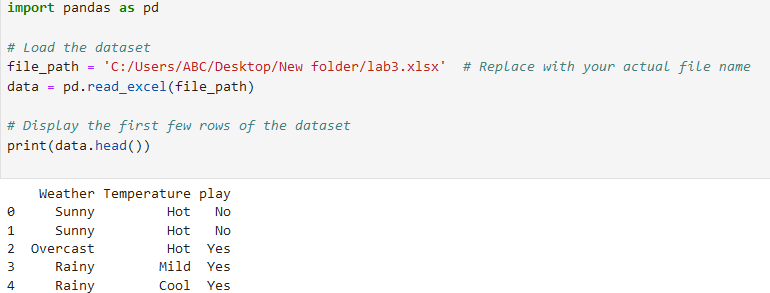 import pandas as pd
# Load the dataset
file_path = 'C:/Users/ABC/Desktop/New folder/lab3.xlsx'  # Replace with your actual file name
data = pd.read_excel(file_path)
# Display the first few rows of the dataset
print(data.head())
    Weather Temperature play
0     Sunny         Hot   No
1     Sunny         Hot   No
2  Overcast         Hot  Yes
3     Rainy        Mild  Yes
4     Rainy        Cool  Yes